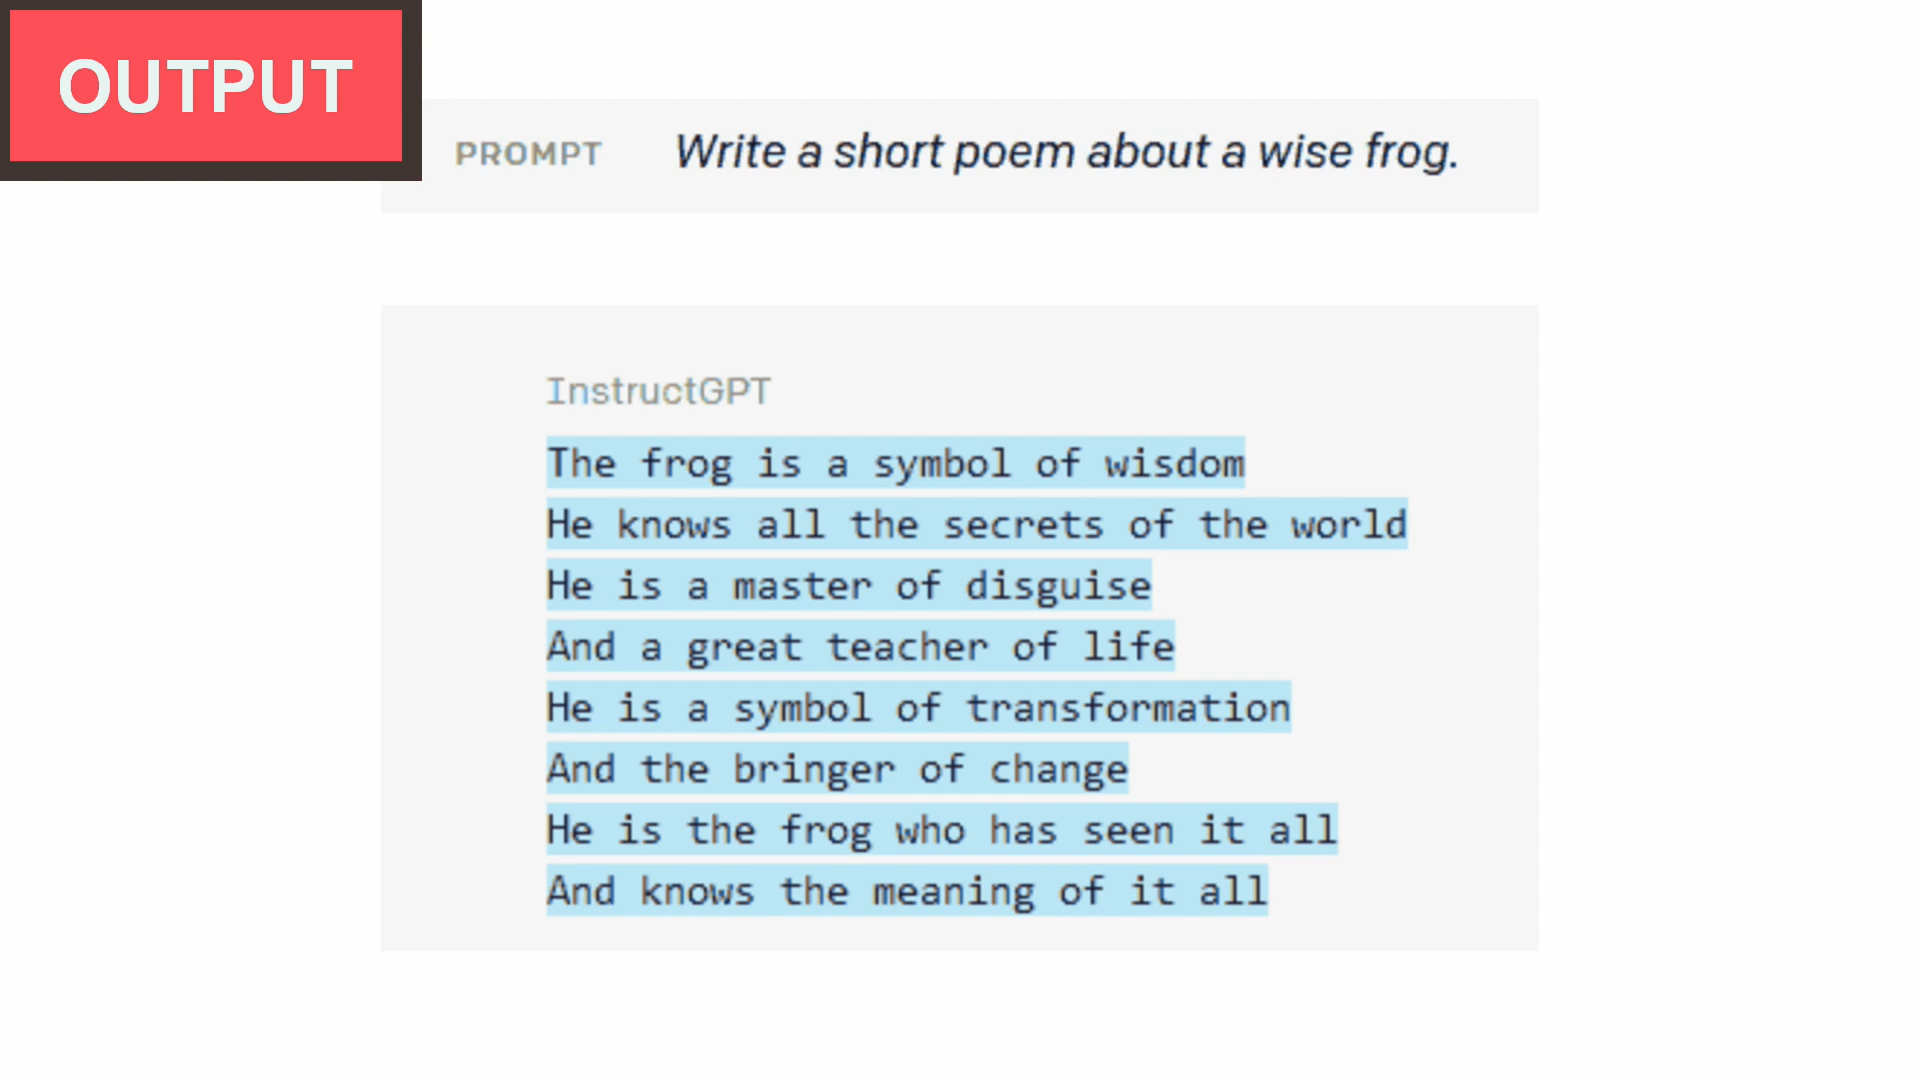 OUTPUT
PROMPT Write a short poem about a wise frog.
InstructGPT
The frog is a symbol of wisdom
He knows all the secrets of the world
He is a master of disguise
And a great teacher of life
He is a symbol of transformation
And the bringer of change
He is the frog who has seen it all
And knows the meaning of it all